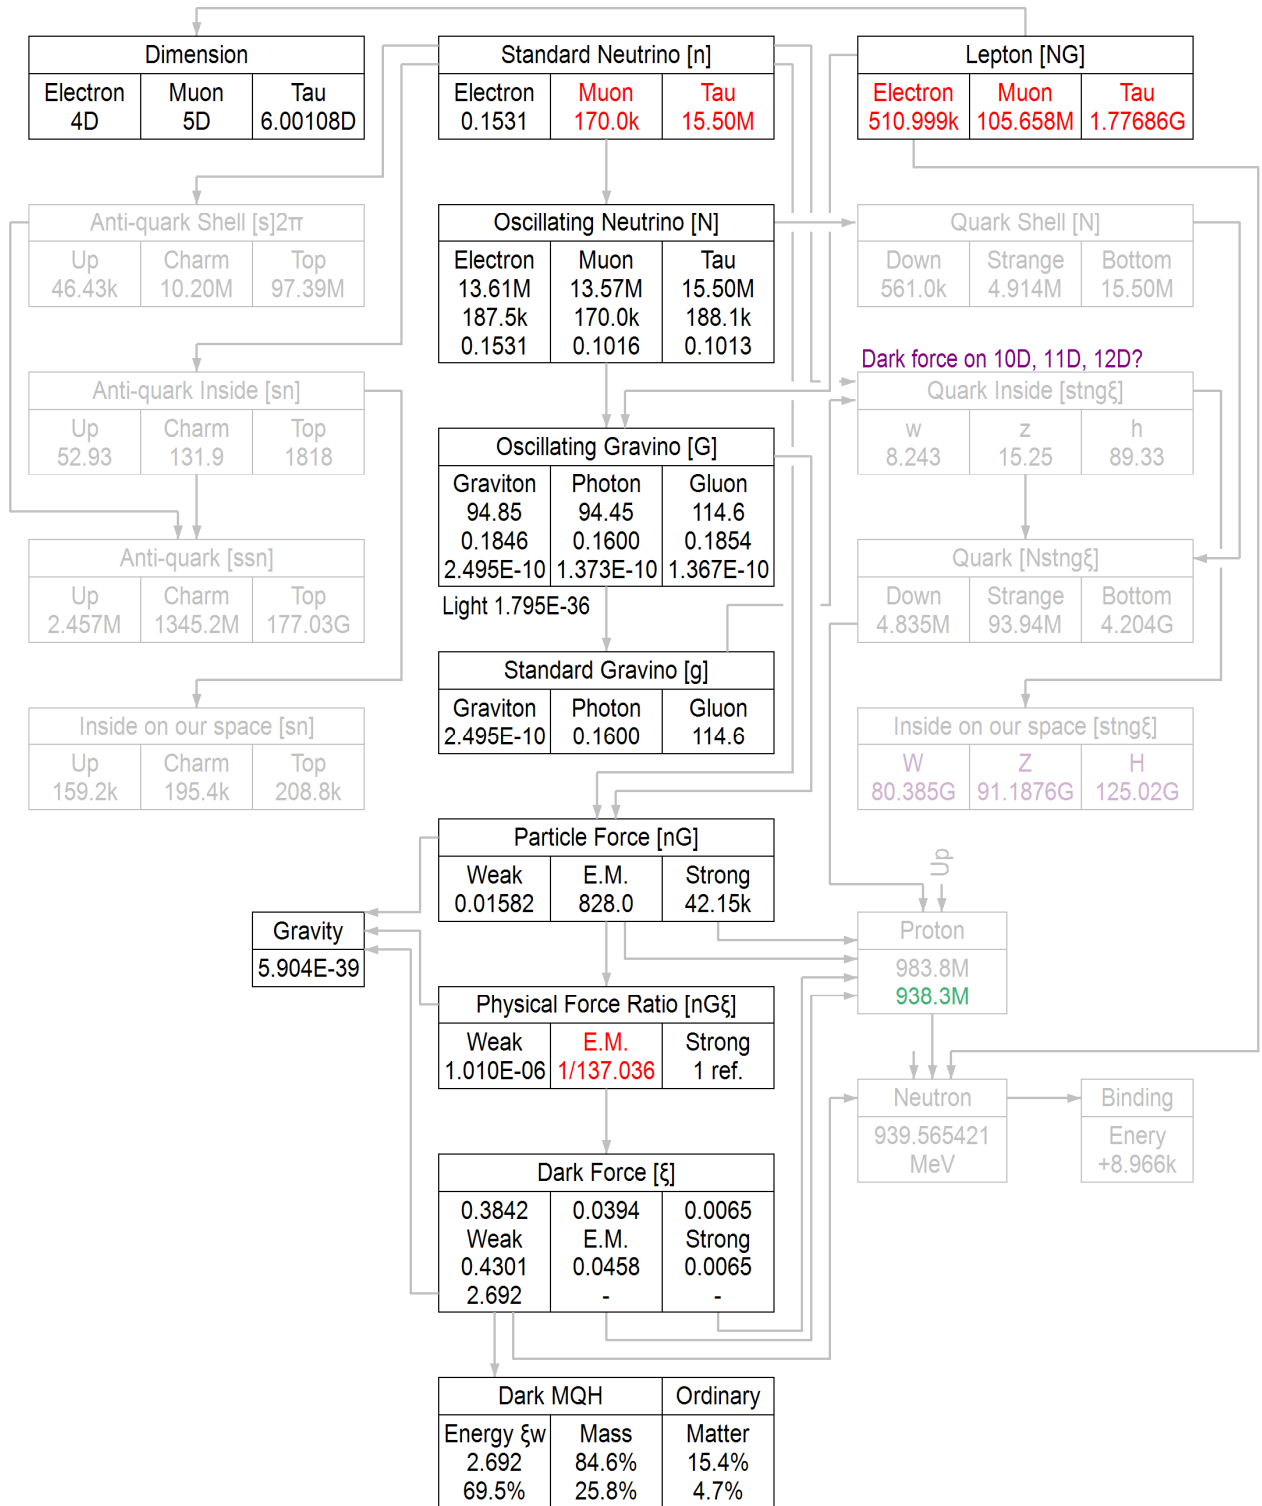 Dimension
Electron Muon Tau
4D 5D 6.00108D
Standard Neutrino [n]
Electron Muon Tau
0.1531 170.0k 15.50M
Lepton [NG]
Electron Muon Tau
510.999k 105.658M 1.77686G
Anti-quark Shell [s]2π
Up Charm Top
46.43k 10.20M 97.39M
Oscillating Neutrino [N]
Electron Muon Tau
13.61M 13.57M 15.50M
187.5k 170.0k 188.1k
0.1531 0.1016 0.1013
Quark Shell [N]
Down Strange Bottom
561.0k 4.914M 15.50M
Dark force on 10D, 11D, 12D?
Anti-quark Inside [sn]
Up Charm Top
52.93 131.9 1818
Quark Inside [stngξ]
w z h
8.243 15.25 89.33
Oscillating Gravino [G]
Graviton Photon Gluon
94.85 94.45 114.6
0.1846 0.1600 0.1854
2.495E-10 1.373E-10 1.367E-10
Light 1.795E-36
Anti-quark [ssn]
Up Charm Top
2.457M 1345.2M 177.03G
Quark [Nstngξ]
Down Strange Bottom
4.835M 93.94M 4.204G
Standard Gravino [g]
Graviton Photon Gluon
2.495E-10 0.1600 114.6
Inside on our space [sn]
Up Charm Top
159.2k 195.4k 208.8k
Inside on our space [stngξ]
W Z H
80.385G 91.1876G 125.02G
Particle Force [nG]
Weak E.M. Strong
0.01582 828.0 42.15k
Up
Gravity
5.904E-39
Proton
983.8M
938.3M
Physical Force Ratio [nGξ]
Weak E.M. Strong
1.010E-06 1/137.036 1 ref.
Neutron
939.565421
MeV
Binding
Enery
+8.966k
Dark Force [ξ]
0.3842 0.0394 0.0065
Weak E.M. Strong
0.4301 0.0458 0.0065
2.692 - -
Dark MQH Ordinary
Energy ξw Mass Matter
2.692 84.6% 15.4%
69.5% 25.8% 4.7%